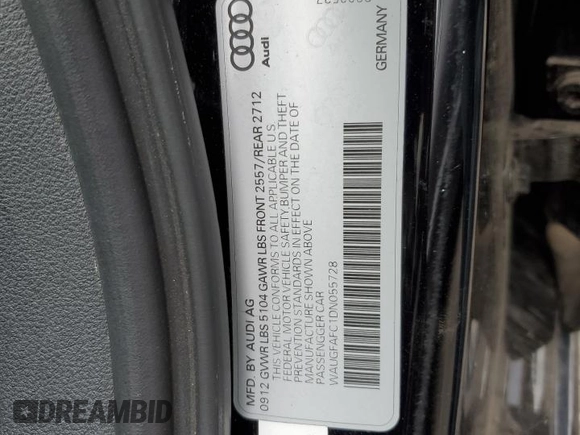 Audi
GERMANY
MFD. BY AUDI AG
0912 GVWR LBS 5104 GAWR LBS FRONT 2557/REAR 2712
THIS VEHICLE CONFORMS TO ALL APPLICABLE U.S.
FEDERAL MOTOR VEHICLE SAFETY BUMPER AND THEFT
PREVENTION STANDARDS IN EFFECT ON THE DATE OF
MANUFACTURE SHOWN ABOVE
PASSENGER CAR
WAUGFAFC1DN055728
DREAMBID